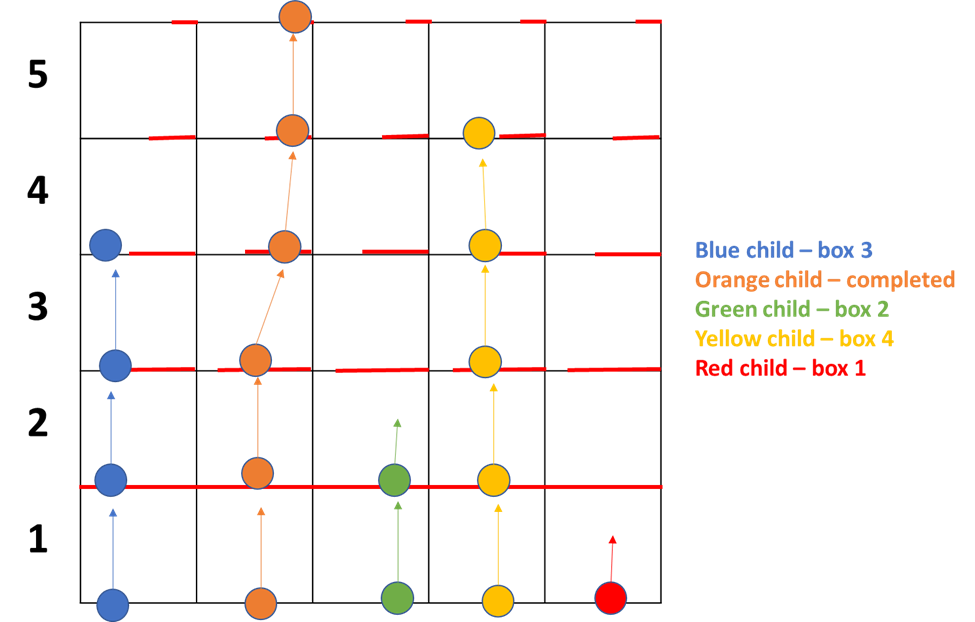 5
4
3
2
1
Blue child – box 3
Orange child – completed
Green child – box 2
Yellow child – box 4
Red child – box 1